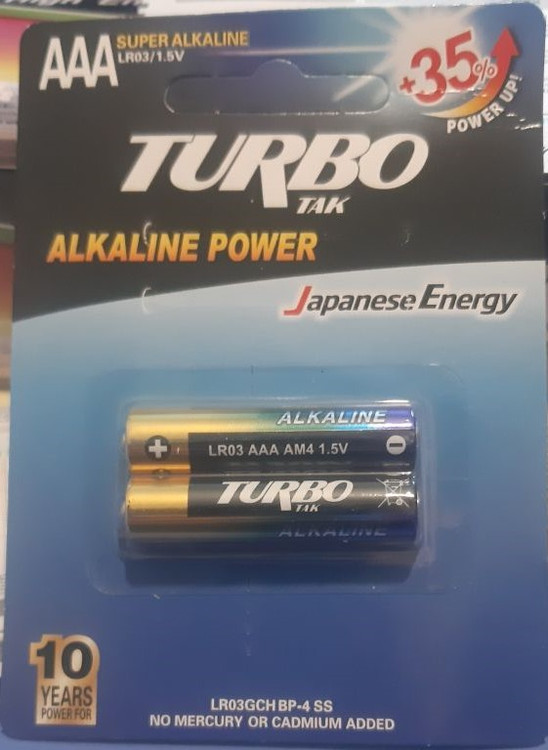 AAA
SUPER ALKALINE
LR03/1.5V
+35%
POWER UP!
TURBO
TAK
ALKALINE POWER
Japanese Energy
ALKALINE
+ LR03 AAA AM4 1.5V -
TURBO
TAK
ALKALINE
10
YEARS
POWER FOR
LR03GCH BP-4 SS
NO MERCURY OR CADMIUM ADDED